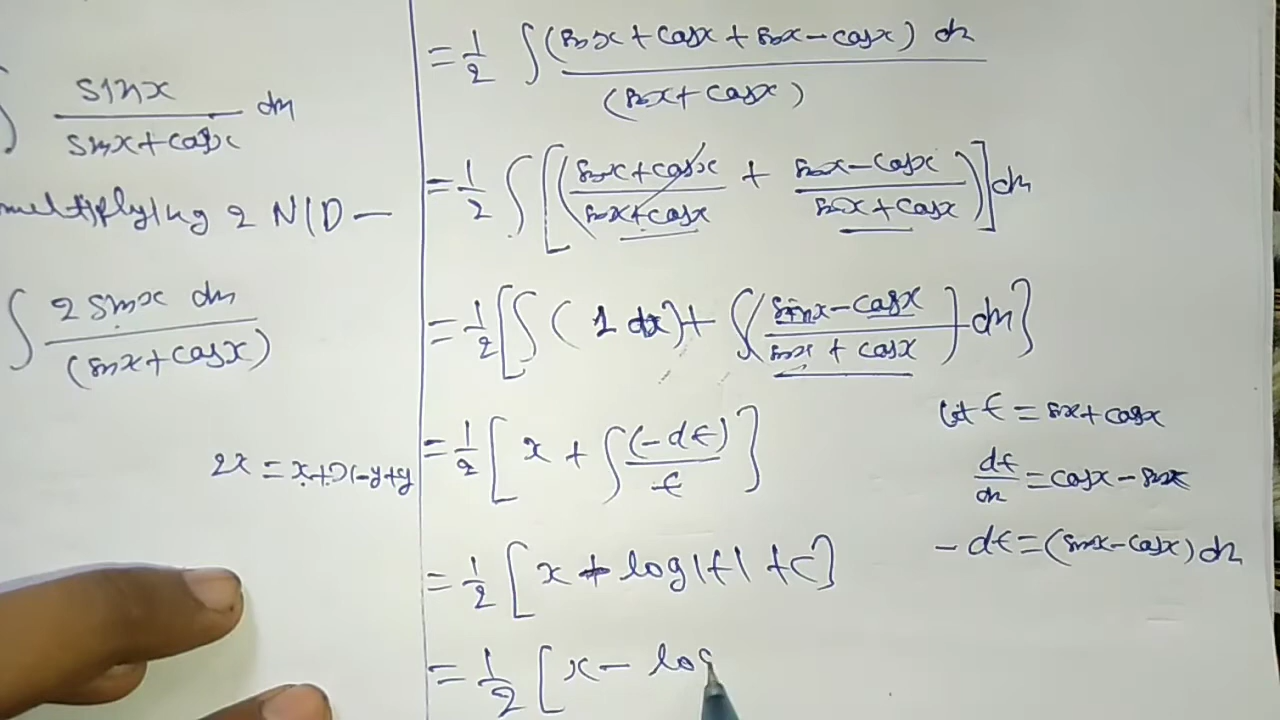 ∫ sinx / sinx+cosx dx
multiplying 2 N/D —
∫ 2 sinx dx / (sinx+cosx)
2x = x+x-y+y
= 1/2 ∫ (sinx + cosx + sinx - cosx) dx / (sinx + cosx)
= 1/2 ∫ [( sinx+cosx / sinx+cosx + sinx-cosx / sinx+cosx )] dx
= 1/2 [ ∫ (1 dx) + ∫ ( sinx-cosx / sinx + cosx ) dx }
let t = sinx+cosx
= 1/2 [ x + ∫ (-dt) / t ]
dt/dx = cosx - sinx
- dt = (sinx-cosx) dx
= 1/2 [ x - log|t| + c ]
= 1/2 [ x - log